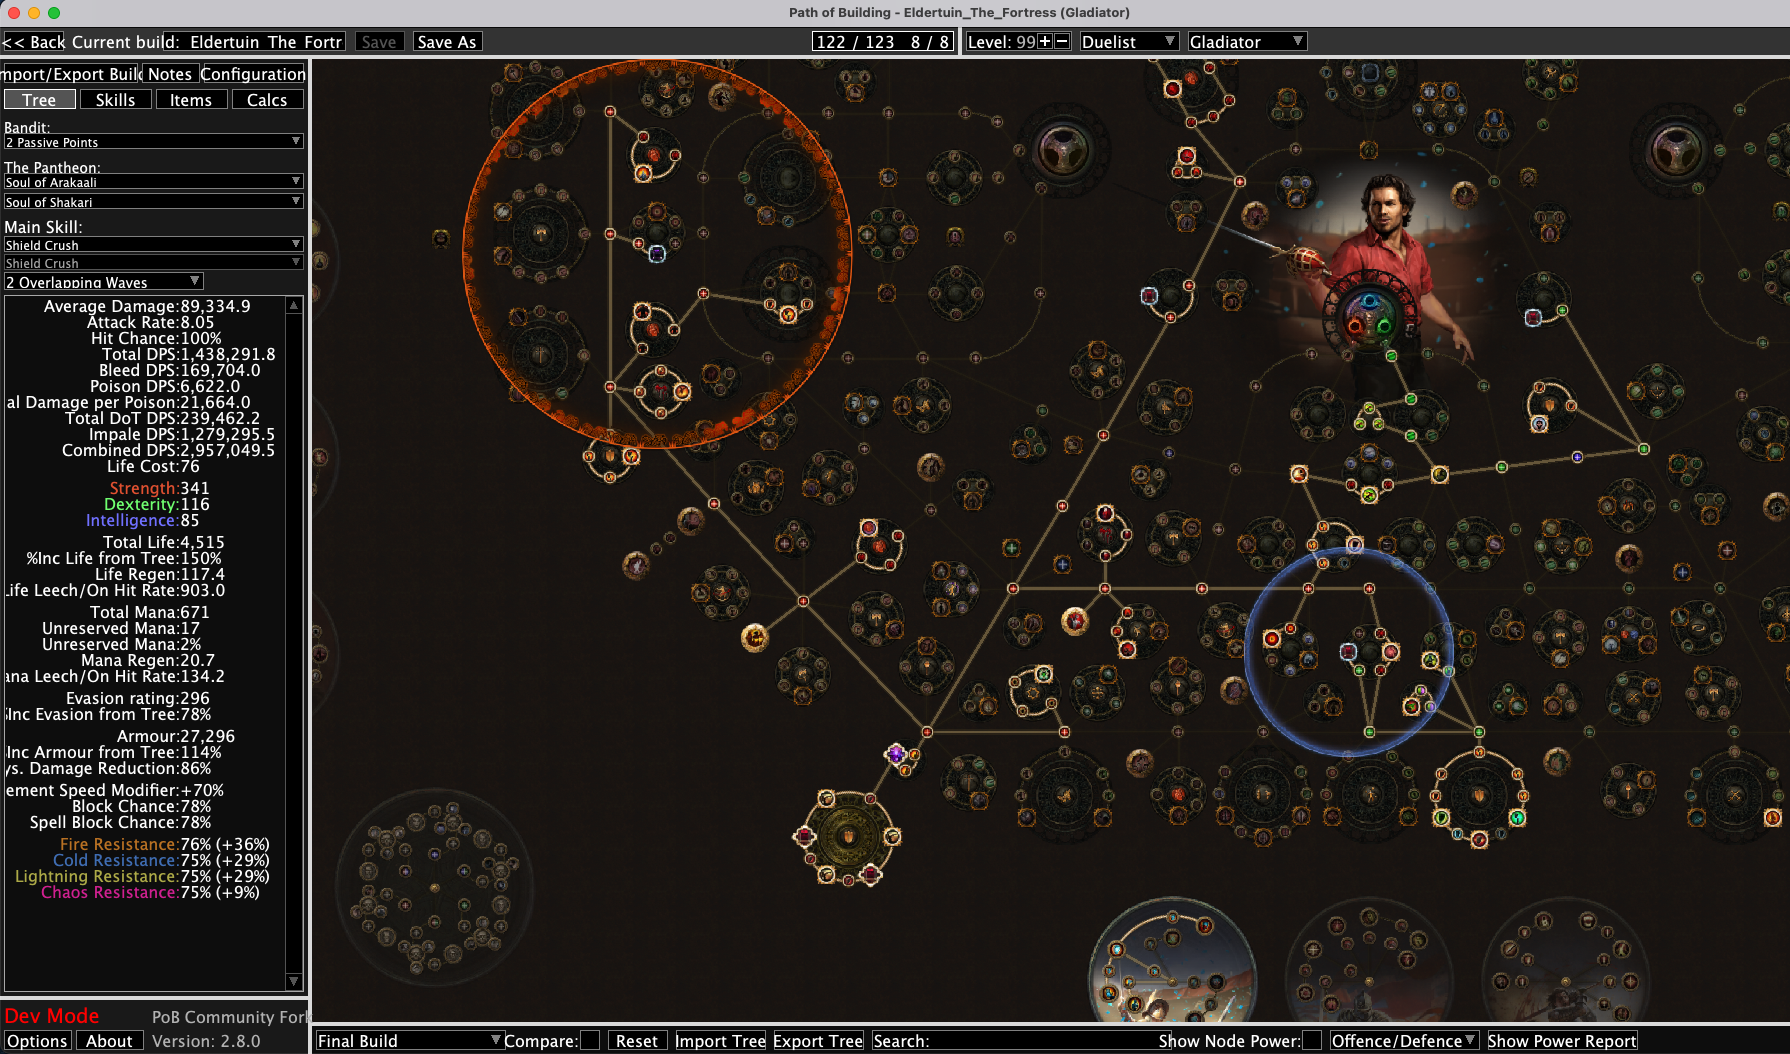 Path of Building - Eldertuin_The_Fortress (Gladiator)
<< Back Current build: Eldertuin The Fortr Save Save As 122 / 123 8 / 8 Level: 99 + - Duelist Gladiator
mport/Export Buil Notes Configuration
Tree Skills Items Calcs
Bandit:
2 Passive Points
The Pantheon:
Soul of Arakaali
Soul of Shakari
Main Skill:
Shield Crush
Shield Crush
2 Overlapping Waves
Average Damage:89,334.9
Attack Rate:8.05
Hit Chance:100%
Total DPS:1,438,291.8
Bleed DPS:169,704.0
Poison DPS:6,622.0
al Damage per Poison:21,664.0
Total DoT DPS:239,462.2
Impale DPS:1,279,295.5
Combined DPS:2,957,049.5
Life Cost:76
Strength:341
Dexterity:116
Intelligence:85
Total Life:4,515
%Inc Life from Tree:150%
Life Regen:117.4
Life Leech/On Hit Rate:903.0
Total Mana:671
Unreserved Mana:17
Unreserved Mana:2%
Mana Regen:20.7
ana Leech/On Hit Rate:134.2
Evasion rating:296
%Inc Evasion from Tree:78%
Armour:27,296
%Inc Armour from Tree:114%
ys. Damage Reduction:86%
ement Speed Modifier:+70%
Block Chance:78%
Spell Block Chance:78%
Fire Resistance:76% (+36%)
Cold Resistance:75% (+29%)
Lightning Resistance:75% (+29%)
Chaos Resistance:75% (+9%)
Dev Mode PoB Community Fork
Options About Version: 2.8.0
Final Build Compare: Reset Import Tree Export Tree Search: Show Node Power: Offence/Defence Show Power Report